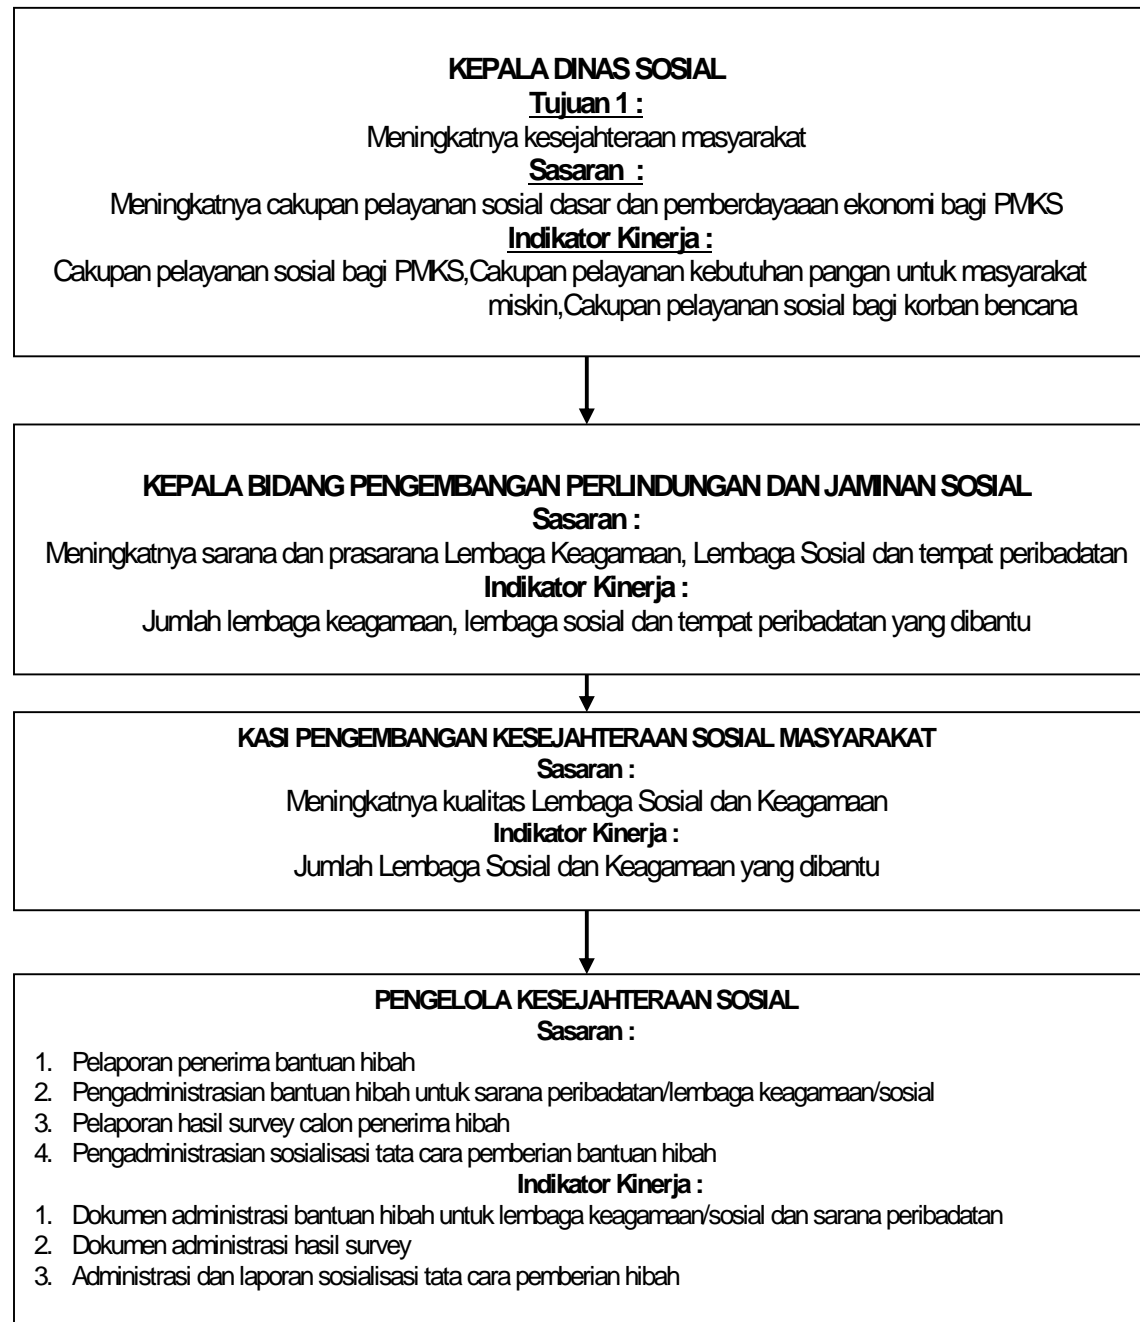 KEPALA DINAS SOSIAL
Tujuan 1 :
Meningkatnya kesejahteraan masyarakat
Sasaran :
Meningkatnya cakupan pelayanan sosial dasar dan pemberdayaaan ekonomi bagi PMKS
Indikator Kinerja :
Cakupan pelayanan sosial bagi PMKS,Cakupan pelayanan kebutuhan pangan untuk masyarakat
miskin,Cakupan pelayanan sosial bagi korban bencana
KEPALA BIDANG PENGEMBANGAN PERLINDUNGAN DAN JAMINAN SOSIAL
Sasaran :
Meningkatnya sarana dan prasarana Lembaga Keagamaan, Lembaga Sosial dan tempat peribadatan
Indikator Kinerja :
Jumlah lembaga keagamaan, lembaga sosial dan tempat peribadatan yang dibantu
KASI PENGEMBANGAN KESEJAHTERAAN SOSIAL MASYARAKAT
Sasaran :
Meningkatnya kualitas Lembaga Sosial dan Keagamaan
Indikator Kinerja :
Jumlah Lembaga Sosial dan Keagamaan yang dibantu
PENGELOLA KESEJAHTERAAN SOSIAL
Sasaran :
1. Pelaporan penerima bantuan hibah
2. Pengadministrasian bantuan hibah untuk sarana peribadatan/lembaga keagamaan/sosial
3. Pelaporan hasil survey calon penerima hibah
4. Pengadministrasian sosialisasi tata cara pemberian bantuan hibah
Indikator Kinerja :
1. Dokumen administrasi bantuan hibah untuk lembaga keagamaan/sosial dan sarana peribadatan
2. Dokumen administrasi hasil survey
3. Administrasi dan laporan sosialisasi tata cara pemberian hibah